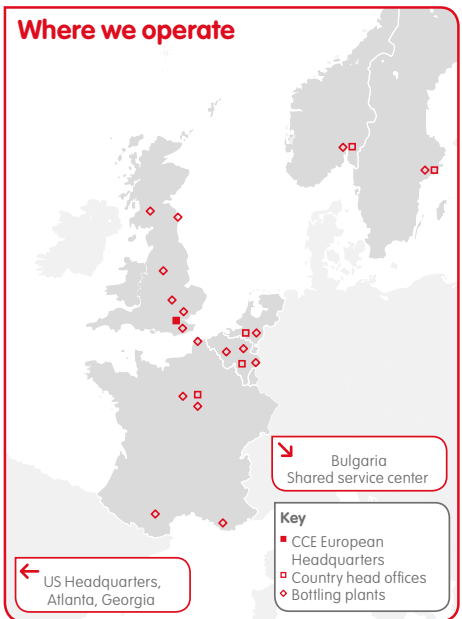 Where we operate
Bulgaria
Shared service center
Key
CCE European
Headquarters
Country head offices
Bottling plants
US Headquarters,
Atlanta, Georgia